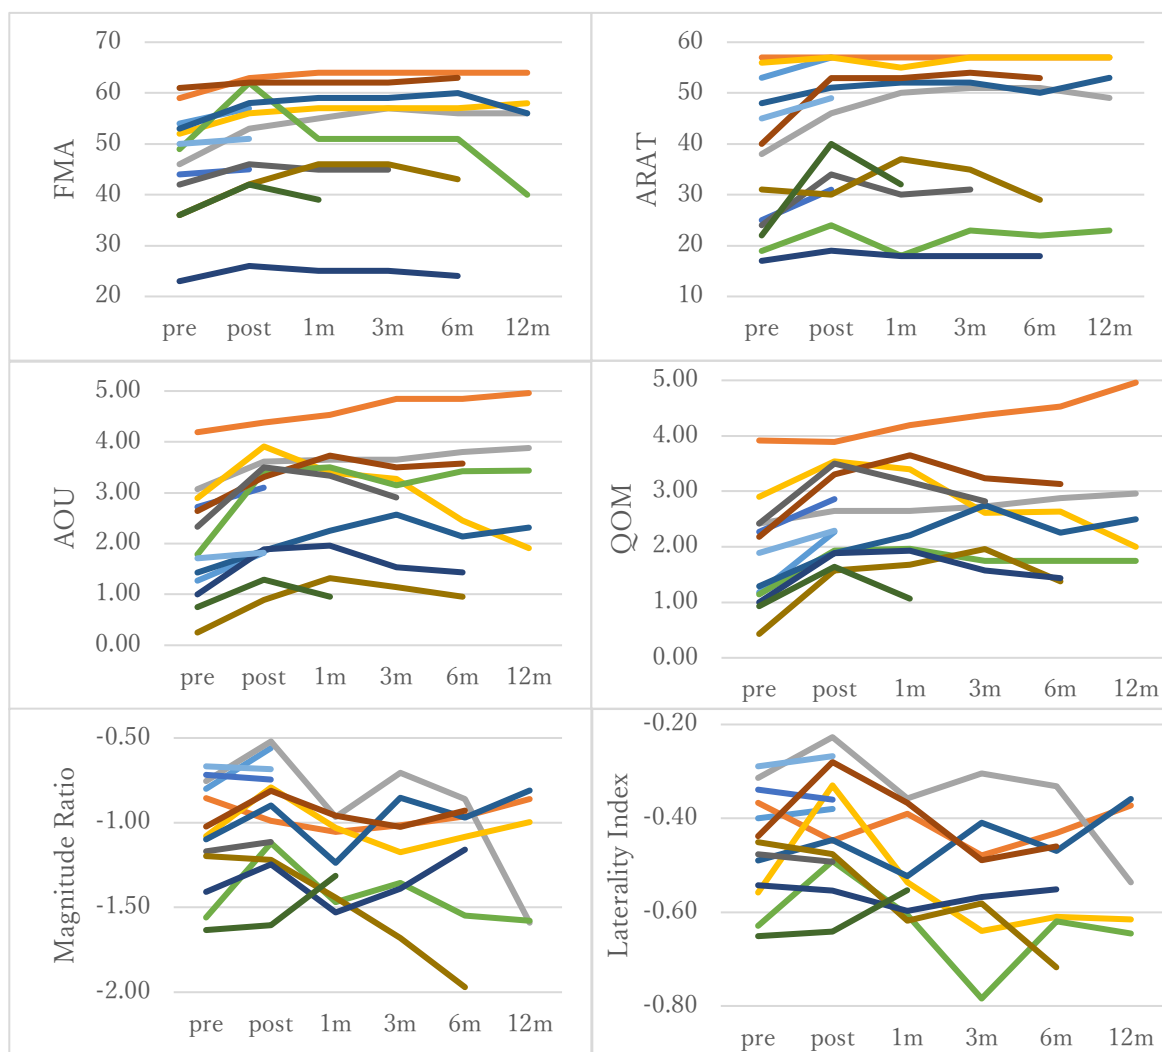 FMA
70
60
50
40
30
20
pre post 1m 3m 6m 12m
ARAT
60
50
40
30
20
10
pre post 1m 3m 6m 12m
AOU
5.00
4.00
3.00
2.00
1.00
0.00
pre post 1m 3m 6m 12m
QOM
5.00
4.00
3.00
2.00
1.00
0.00
pre post 1m 3m 6m 12m
Magnitude Ratio
-0.50
-1.00
-1.50
-2.00
pre post 1m 3m 6m 12m
Laterality Index
-0.20
-0.40
-0.60
-0.80
pre post 1m 3m 6m 12m